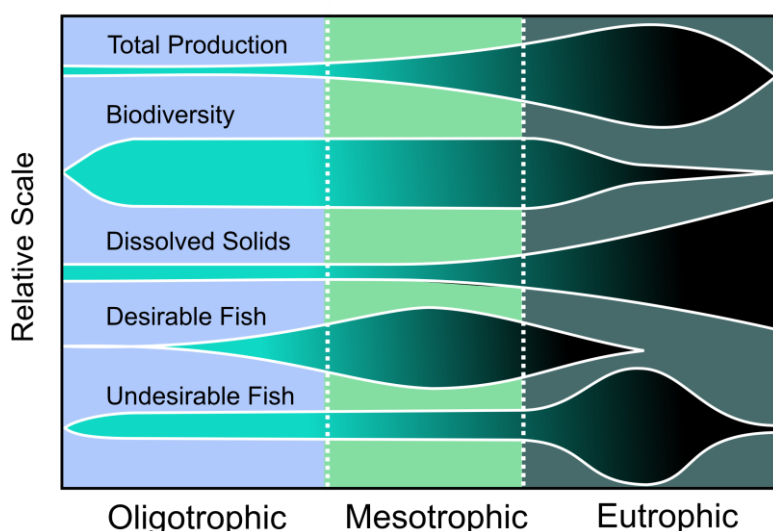 Total Production
Biodiversity
Dissolved Solids
Desirable Fish
Undesirable Fish
Relative Scale
Oligotrophic Mesotrophic Eutrophic